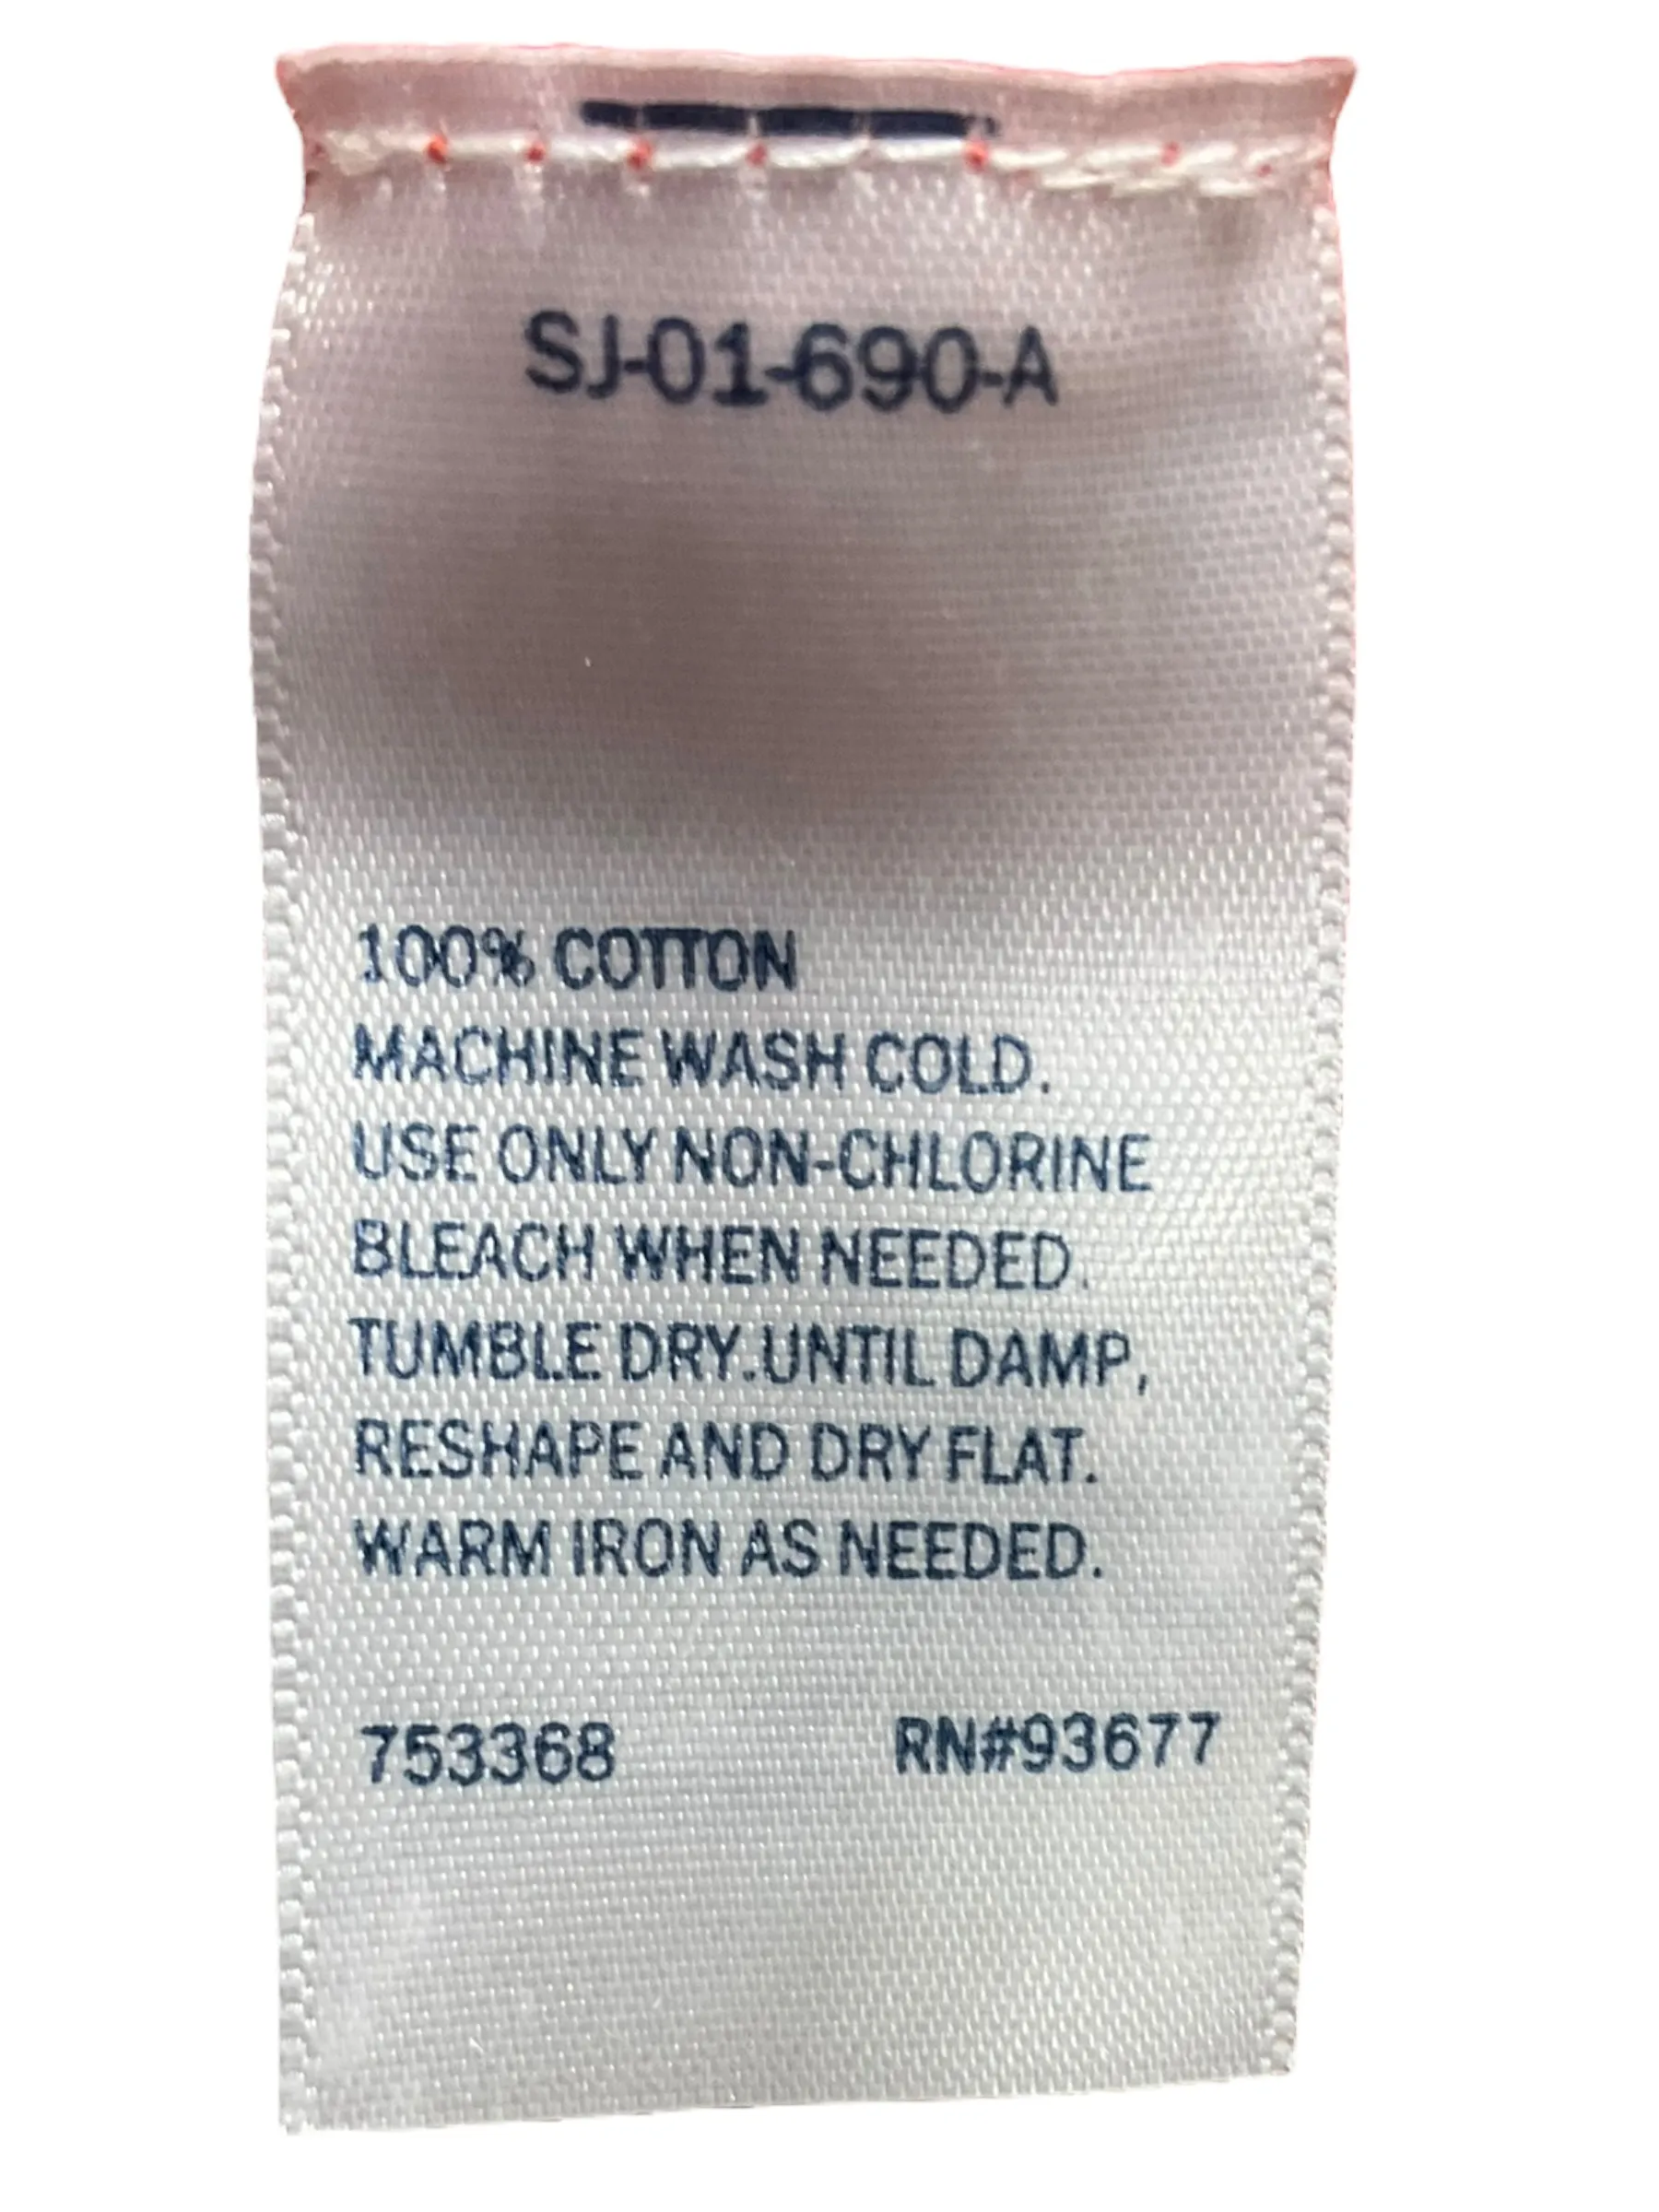 SJ-01-690-A
100% COTTON
MACHINE WASH COLD.
USE ONLY NON-CHLORINE
BLEACH WHEN NEEDED.
TUMBLE DRY.UNTIL DAMP,
RESHAPE AND DRY FLAT.
WARM IRON AS NEEDED.
753368 RN#93677